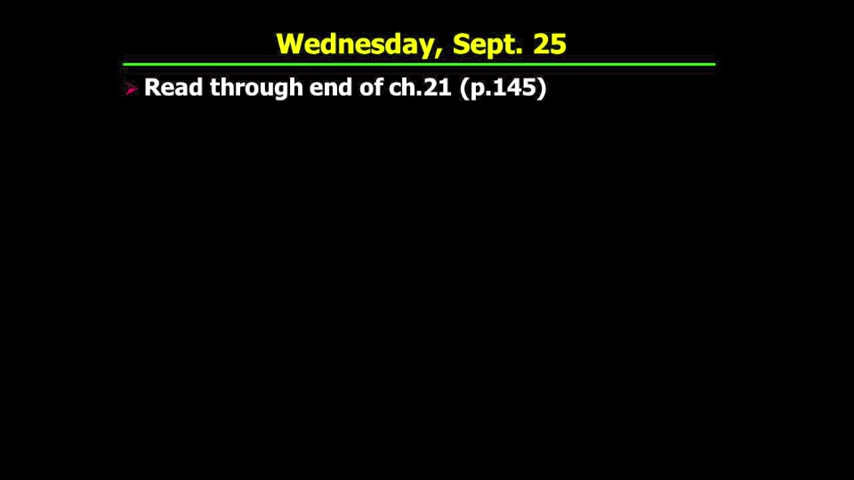 Wednesday, Sept. 25
Read through end of ch.21 (p.145)